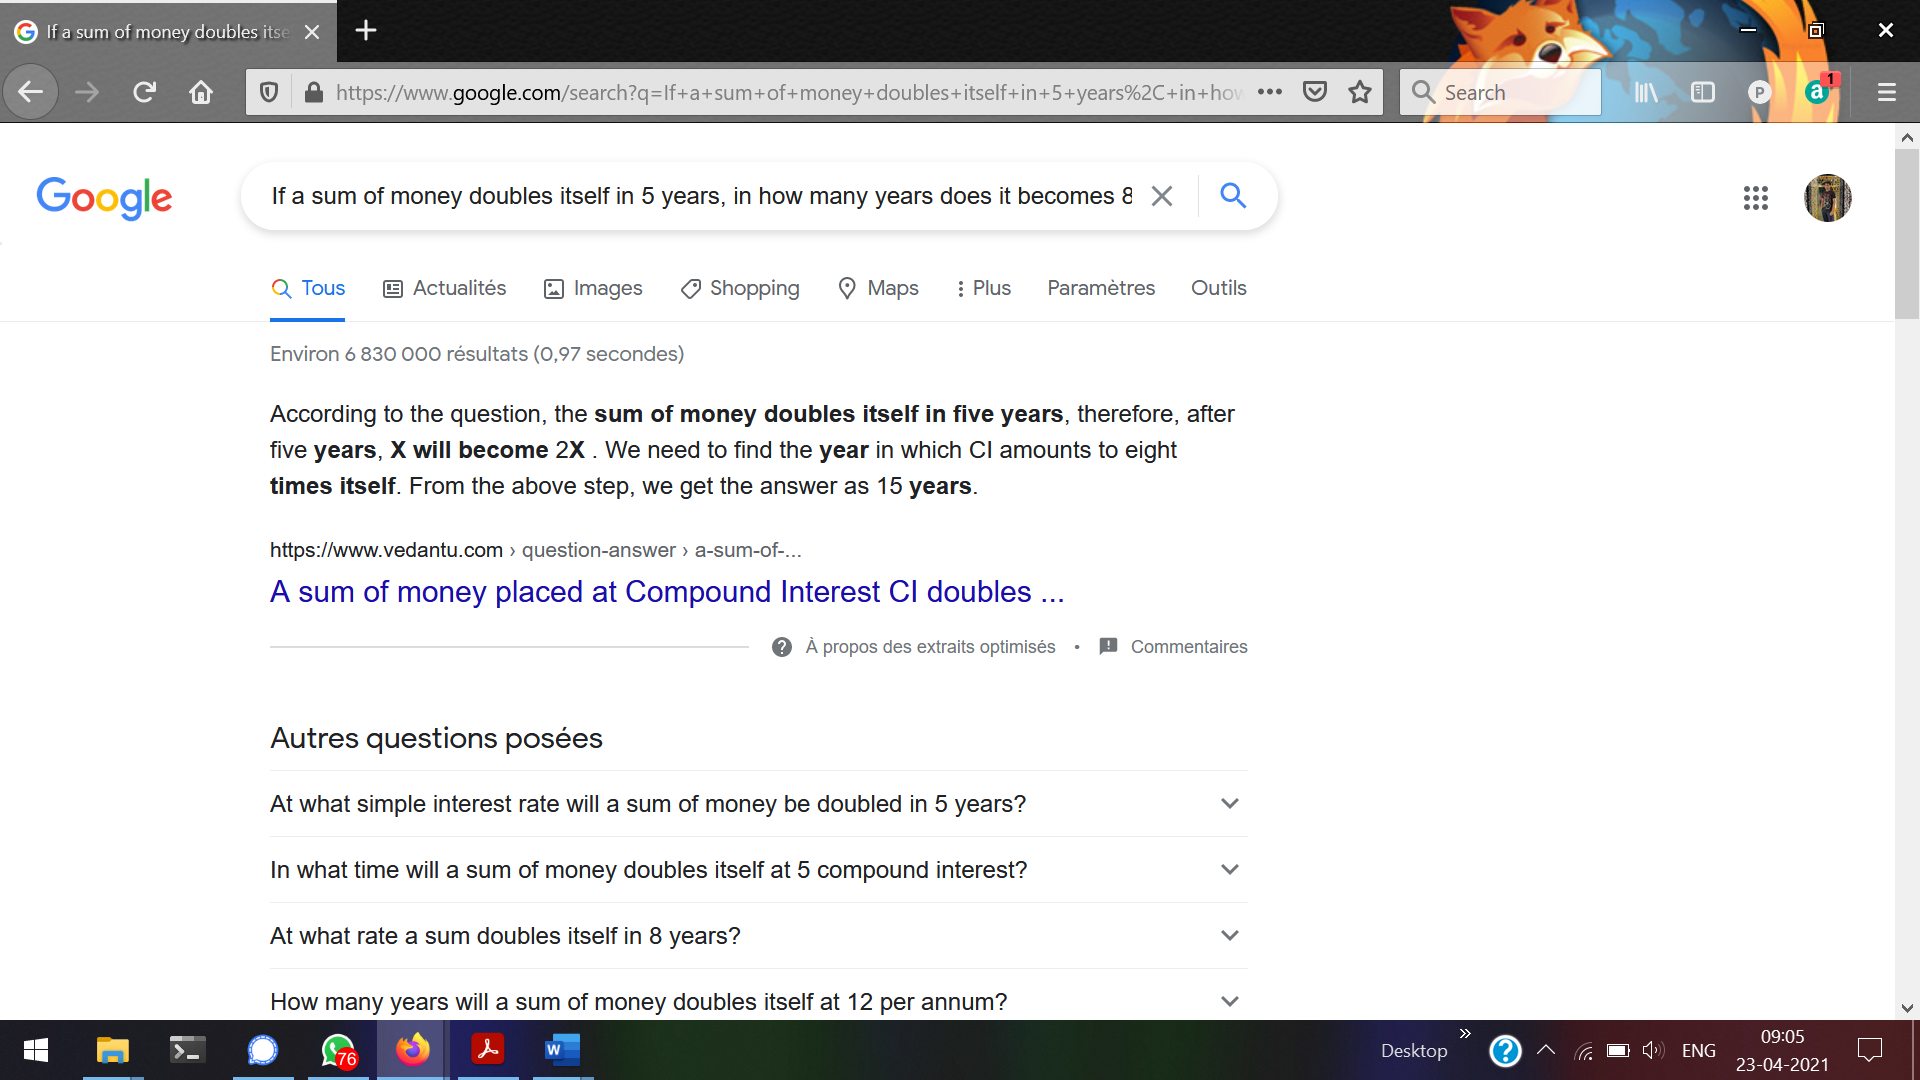 If a sum of money doubles itse
https://www.google.com/search?q=If+a+sum+of+money+doubles+itself+in+5+years%2C+in+how
Search
P
a
1
Google
If a sum of money doubles itself in 5 years, in how many years does it becomes 8
Tous
Actualités
Images
Shopping
Maps
Plus
Paramètres
Outils
Environ 6 830 000 résultats (0,97 secondes)
According to the question, the sum of money doubles itself in five years, therefore, after
five years, X will become 2X . We need to find the year in which CI amounts to eight
times itself. From the above step, we get the answer as 15 years.
https://www.vedantu.com › question-answer › a-sum-of-...
A sum of money placed at Compound Interest CI doubles ...
À propos des extraits optimisés • Commentaires
Autres questions posées
At what simple interest rate will a sum of money be doubled in 5 years?
In what time will a sum of money doubles itself at 5 compound interest?
At what rate a sum doubles itself in 8 years?
How many years will a sum of money doubles itself at 12 per annum?
76
W
Desktop
ENG
09:05
23-04-2021